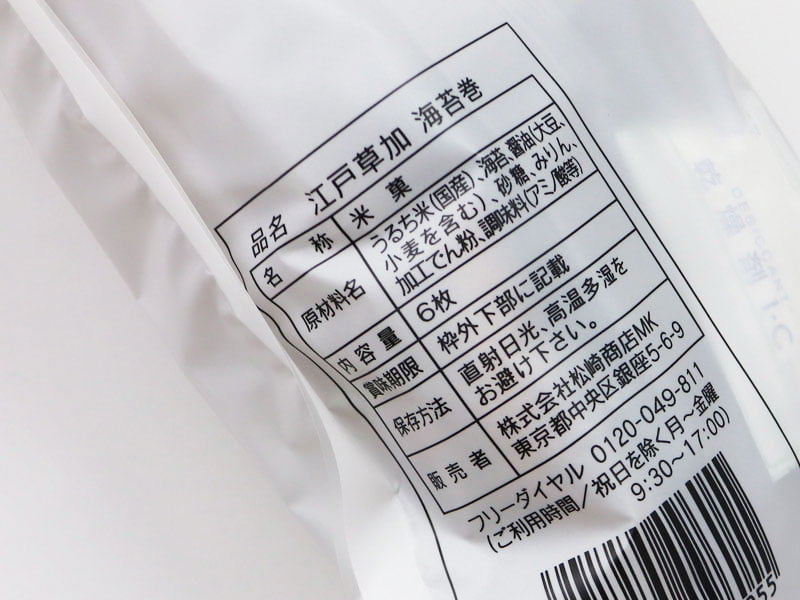 品名 江戸草加 海苔巻
名称 米菓
原材料名 うるち米(国産)、海苔、醤油(大豆、
小麦を含む)、砂糖、みりん、
加工でん粉、調味料(アミノ酸等)
内容量 6枚
賞味期限 枠外下部に記載
保存方法 直射日光、高温多湿を
お避け下さい。
販売者 株式会社松崎商店MK
東京都中央区銀座5-6-9
フリーダイヤル 0120-049-811
(ご利用時間/祝日を除く月～金曜
9:30～17:00)
乾燥剤 I・C
DESICCANT